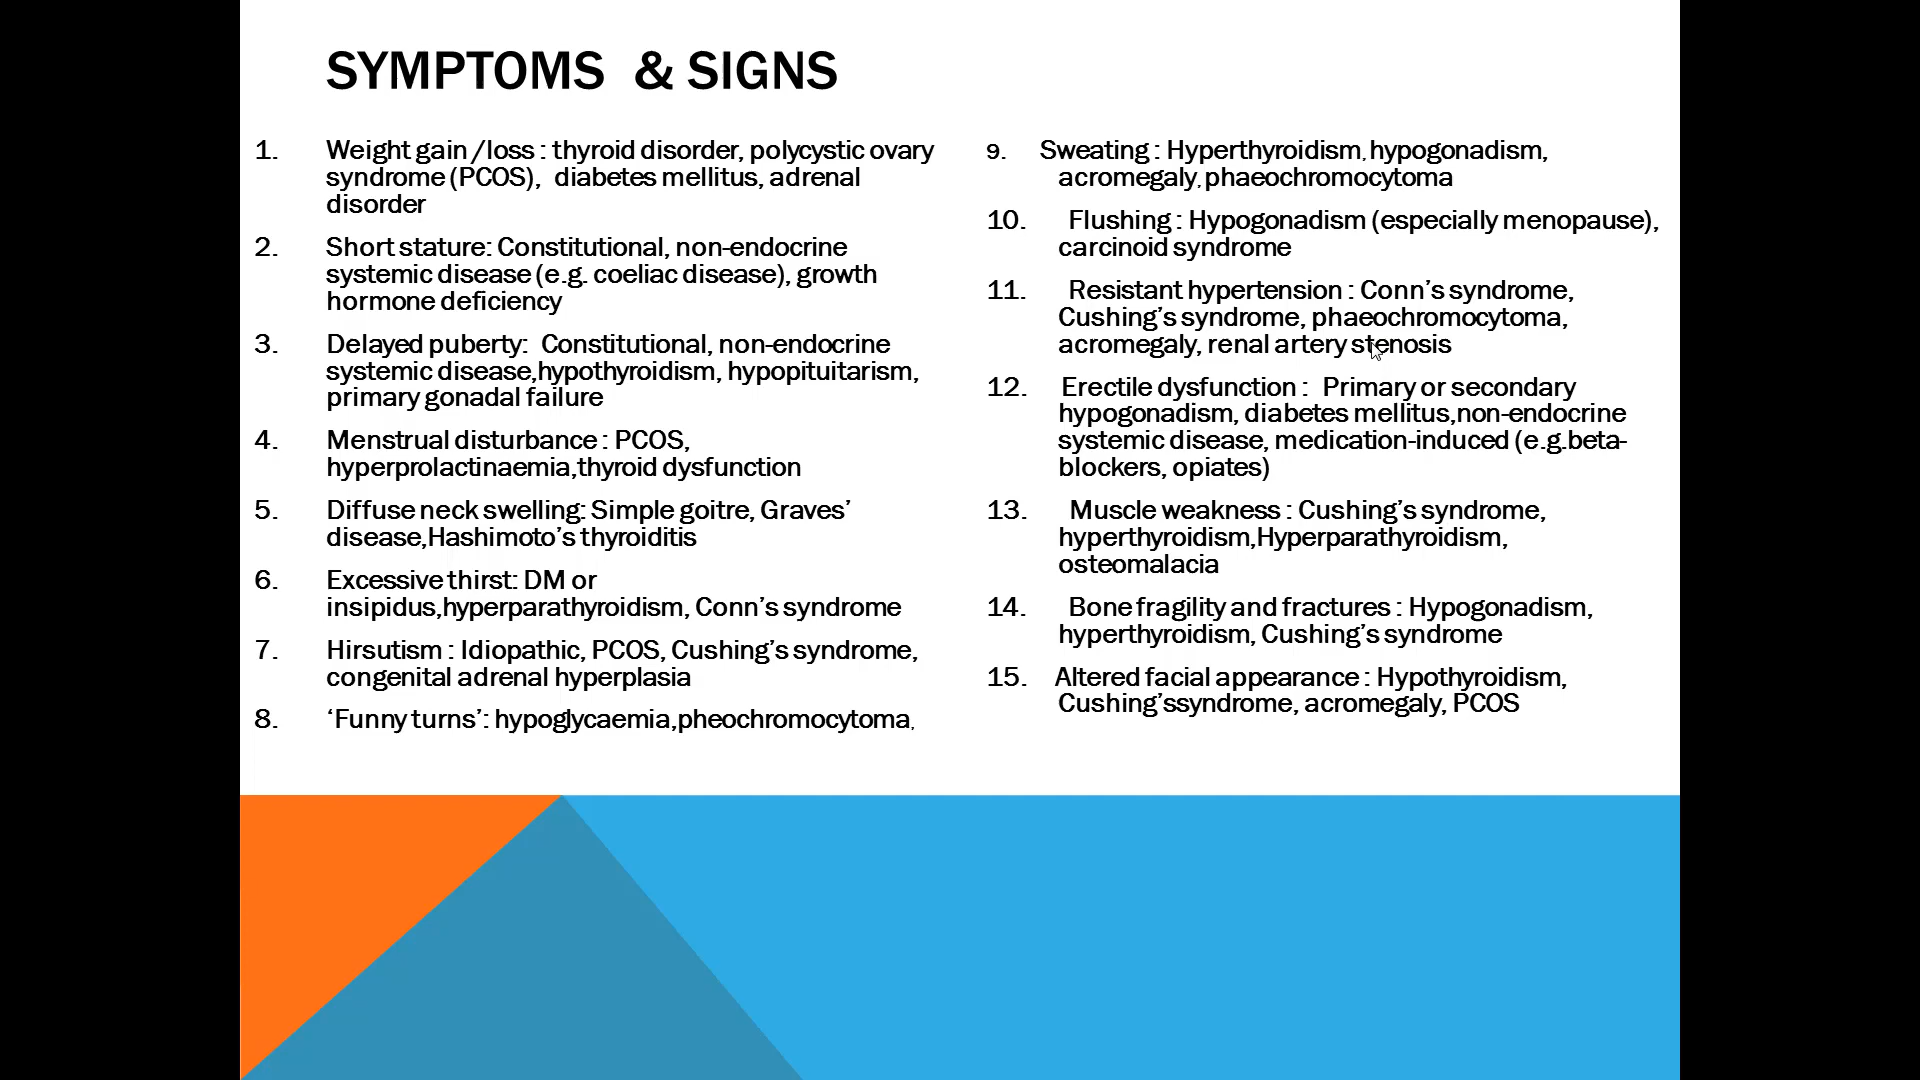 SYMPTOMS & SIGNS
1. Weight gain /loss : thyroid disorder, polycystic ovary
syndrome (PCOS), diabetes mellitus, adrenal
disorder
2. Short stature: Constitutional, non-endocrine
systemic disease (e.g. coeliac disease), growth
hormone deficiency
3. Delayed puberty: Constitutional, non-endocrine
systemic disease,hypothyroidism, hypopituitarism,
primary gonadal failure
4. Menstrual disturbance : PCOS,
hyperprolactinaemia,thyroid dysfunction
5. Diffuse neck swelling: Simple goitre, Graves’
disease,Hashimoto’s thyroiditis
6. Excessive thirst: DM or
insipidus,hyperparathyroidism, Conn’s syndrome
7. Hirsutism : Idiopathic, PCOS, Cushing’s syndrome,
congenital adrenal hyperplasia
8. ‘Funny turns’: hypoglycaemia,pheochromocytoma,
9. Sweating : Hyperthyroidism, hypogonadism,
acromegaly, phaeochromocytoma
10. Flushing : Hypogonadism (especially menopause),
carcinoid syndrome
11. Resistant hypertension : Conn’s syndrome,
Cushing’s syndrome, phaeochromocytoma,
acromegaly, renal artery stenosis
12. Erectile dysfunction : Primary or secondary
hypogonadism, diabetes mellitus,non-endocrine
systemic disease, medication-induced (e.g.beta-
blockers, opiates)
13. Muscle weakness : Cushing’s syndrome,
hyperthyroidism,Hyperparathyroidism,
osteomalacia
14. Bone fragility and fractures : Hypogonadism,
hyperthyroidism, Cushing’s syndrome
15. Altered facial appearance : Hypothyroidism,
Cushing’ssyndrome, acromegaly, PCOS